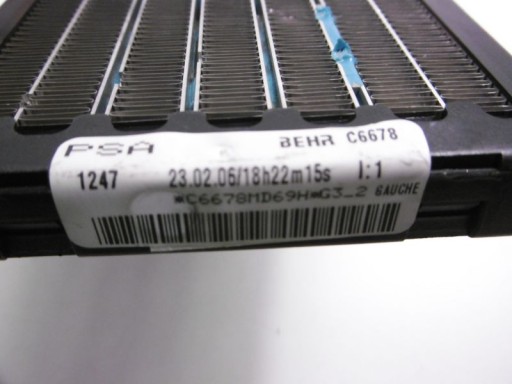 PSA BEHR C6678
1247 23.02.06/18h22m15s I:1
*C6678MD69H*G3_2 GAUCHE